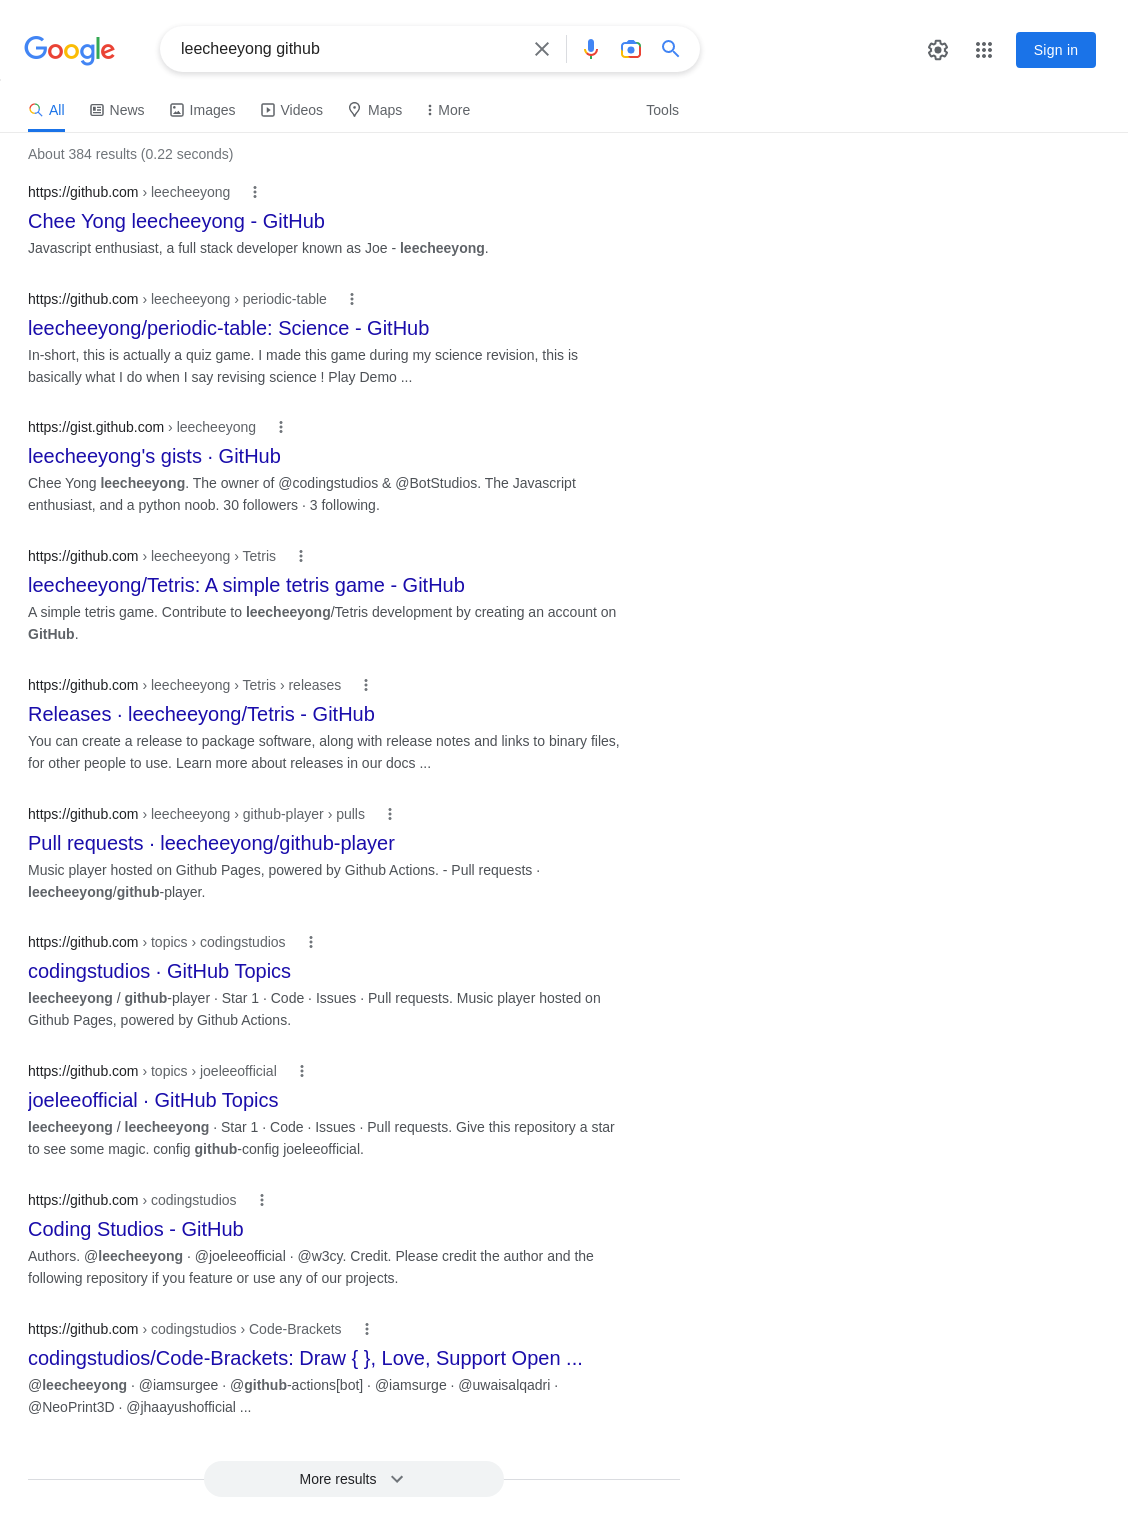 Google
leecheeyong github
Sign in
All
News
Images
Videos
Maps
More
Tools
About 384 results (0.22 seconds)
https://github.com › leecheeyong
Chee Yong leecheeyong - GitHub
Javascript enthusiast, a full stack developer known as Joe - leecheeyong.
https://github.com › leecheeyong › periodic-table
leecheeyong/periodic-table: Science - GitHub
In-short, this is actually a quiz game. I made this game during my science revision, this is
basically what I do when I say revising science ! Play Demo ...
https://gist.github.com › leecheeyong
leecheeyong's gists · GitHub
Chee Yong leecheeyong. The owner of @codingstudios & @BotStudios. The Javascript
enthusiast, and a python noob. 30 followers · 3 following.
https://github.com › leecheeyong › Tetris
leecheeyong/Tetris: A simple tetris game - GitHub
A simple tetris game. Contribute to leecheeyong/Tetris development by creating an account on
GitHub.
https://github.com › leecheeyong › Tetris › releases
Releases · leecheeyong/Tetris - GitHub
You can create a release to package software, along with release notes and links to binary files,
for other people to use. Learn more about releases in our docs ...
https://github.com › leecheeyong › github-player › pulls
Pull requests · leecheeyong/github-player
Music player hosted on Github Pages, powered by Github Actions. - Pull requests ·
leecheeyong/github-player.
https://github.com › topics › codingstudios
codingstudios · GitHub Topics
leecheeyong / github-player · Star 1 · Code · Issues · Pull requests. Music player hosted on
Github Pages, powered by Github Actions.
https://github.com › topics › joeleeofficial
joeleeofficial · GitHub Topics
leecheeyong / leecheeyong · Star 1 · Code · Issues · Pull requests. Give this repository a star
to see some magic. config github-config joeleeofficial.
https://github.com › codingstudios
Coding Studios - GitHub
Authors. @leecheeyong · @joeleeofficial · @w3cy. Credit. Please credit the author and the
following repository if you feature or use any of our projects.
https://github.com › codingstudios › Code-Brackets
codingstudios/Code-Brackets: Draw { }, Love, Support Open ...
@leecheeyong · @iamsurgee · @github-actions[bot] · @iamsurge · @uwaisalqadri ·
@NeoPrint3D · @jhaayushofficial ...
More results